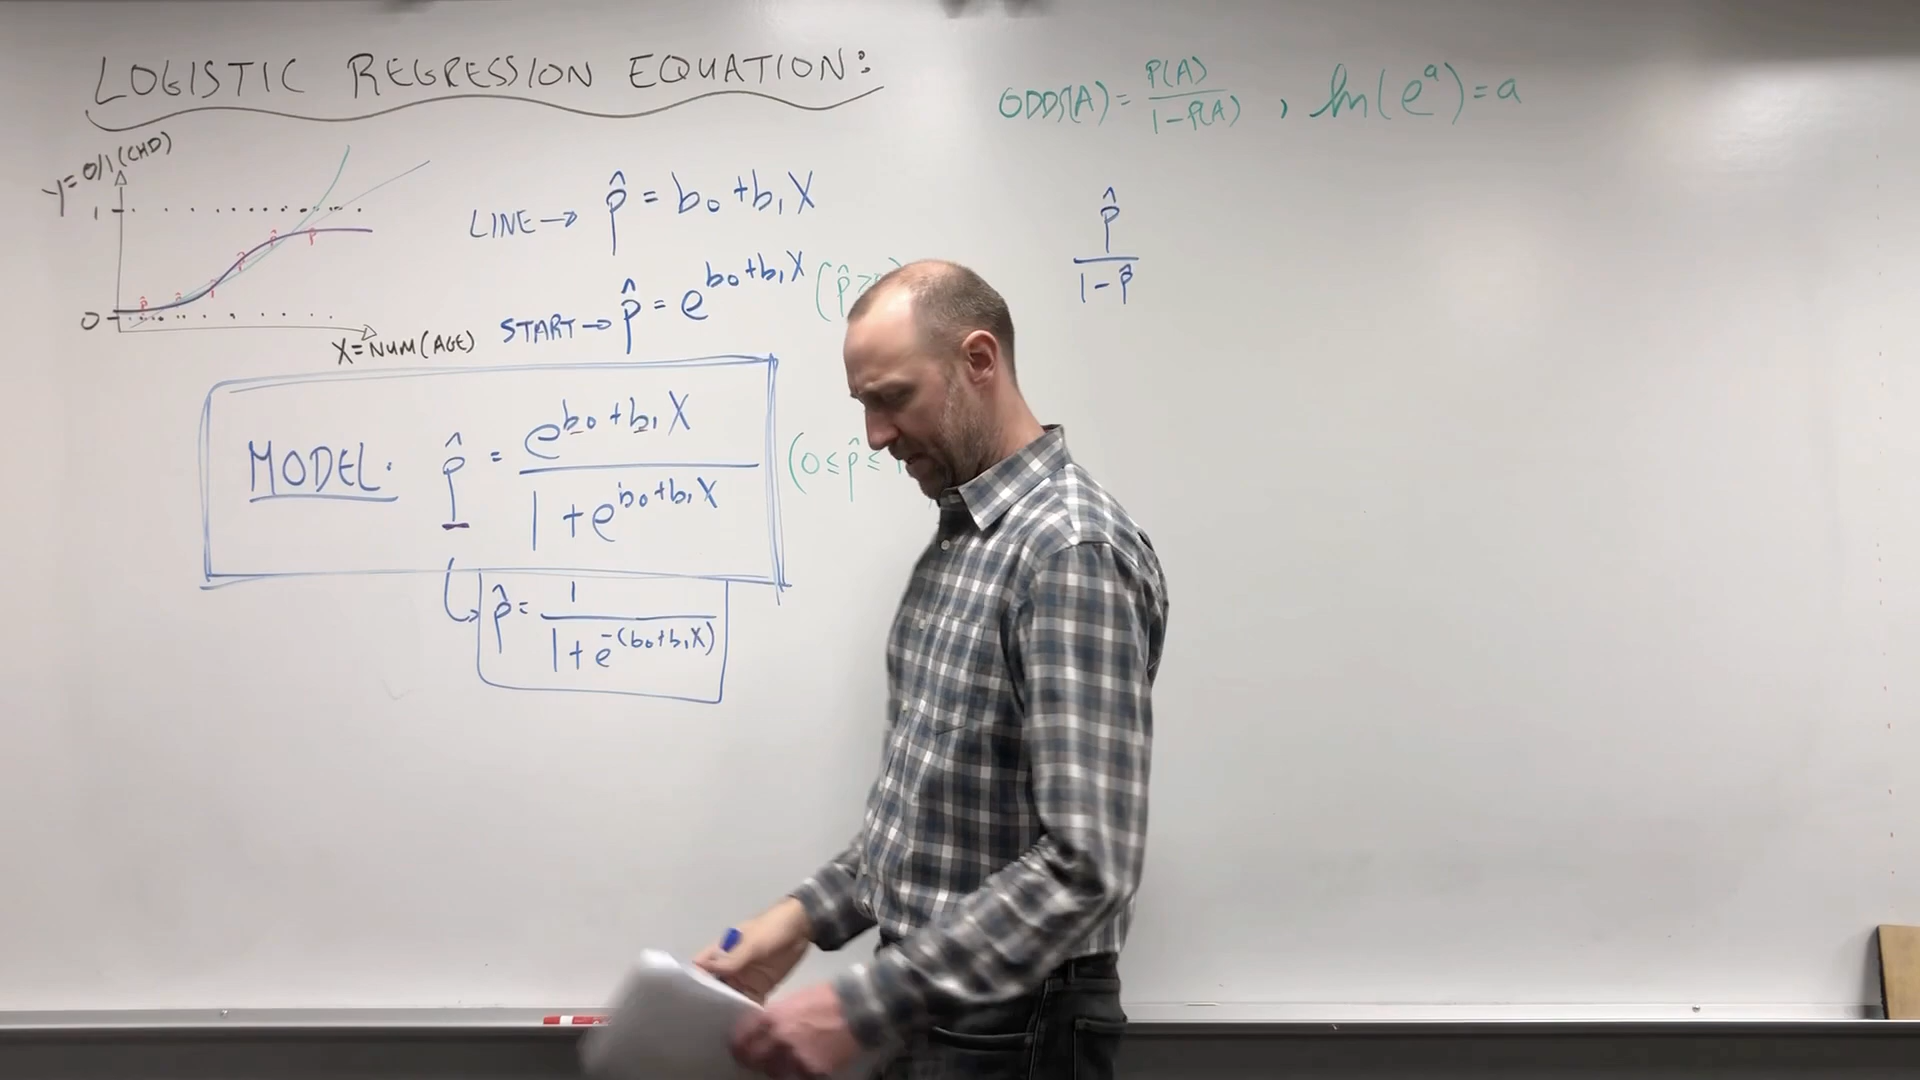 LOGISTIC REGRESSION EQUATION:
ODDS(A) = P(A) / 1-P(A) , ln(e^a) = a
Y = 0/1 (CHD)
1
0
p̂ p̂ p̂ p̂ p̂ p̂
X = NUM (AGE)
LINE → p̂ = b₀ + b₁X
START → p̂ = e^(b₀+b₁X) (p̂ >
MODEL: p̂ = e^(b₀+b₁X) / 1 + e^(b₀+b₁X) (0 ≤ p̂ ≤
p̂ = 1 / 1 + e^-(b₀+b₁X)
p̂ / 1-p̂